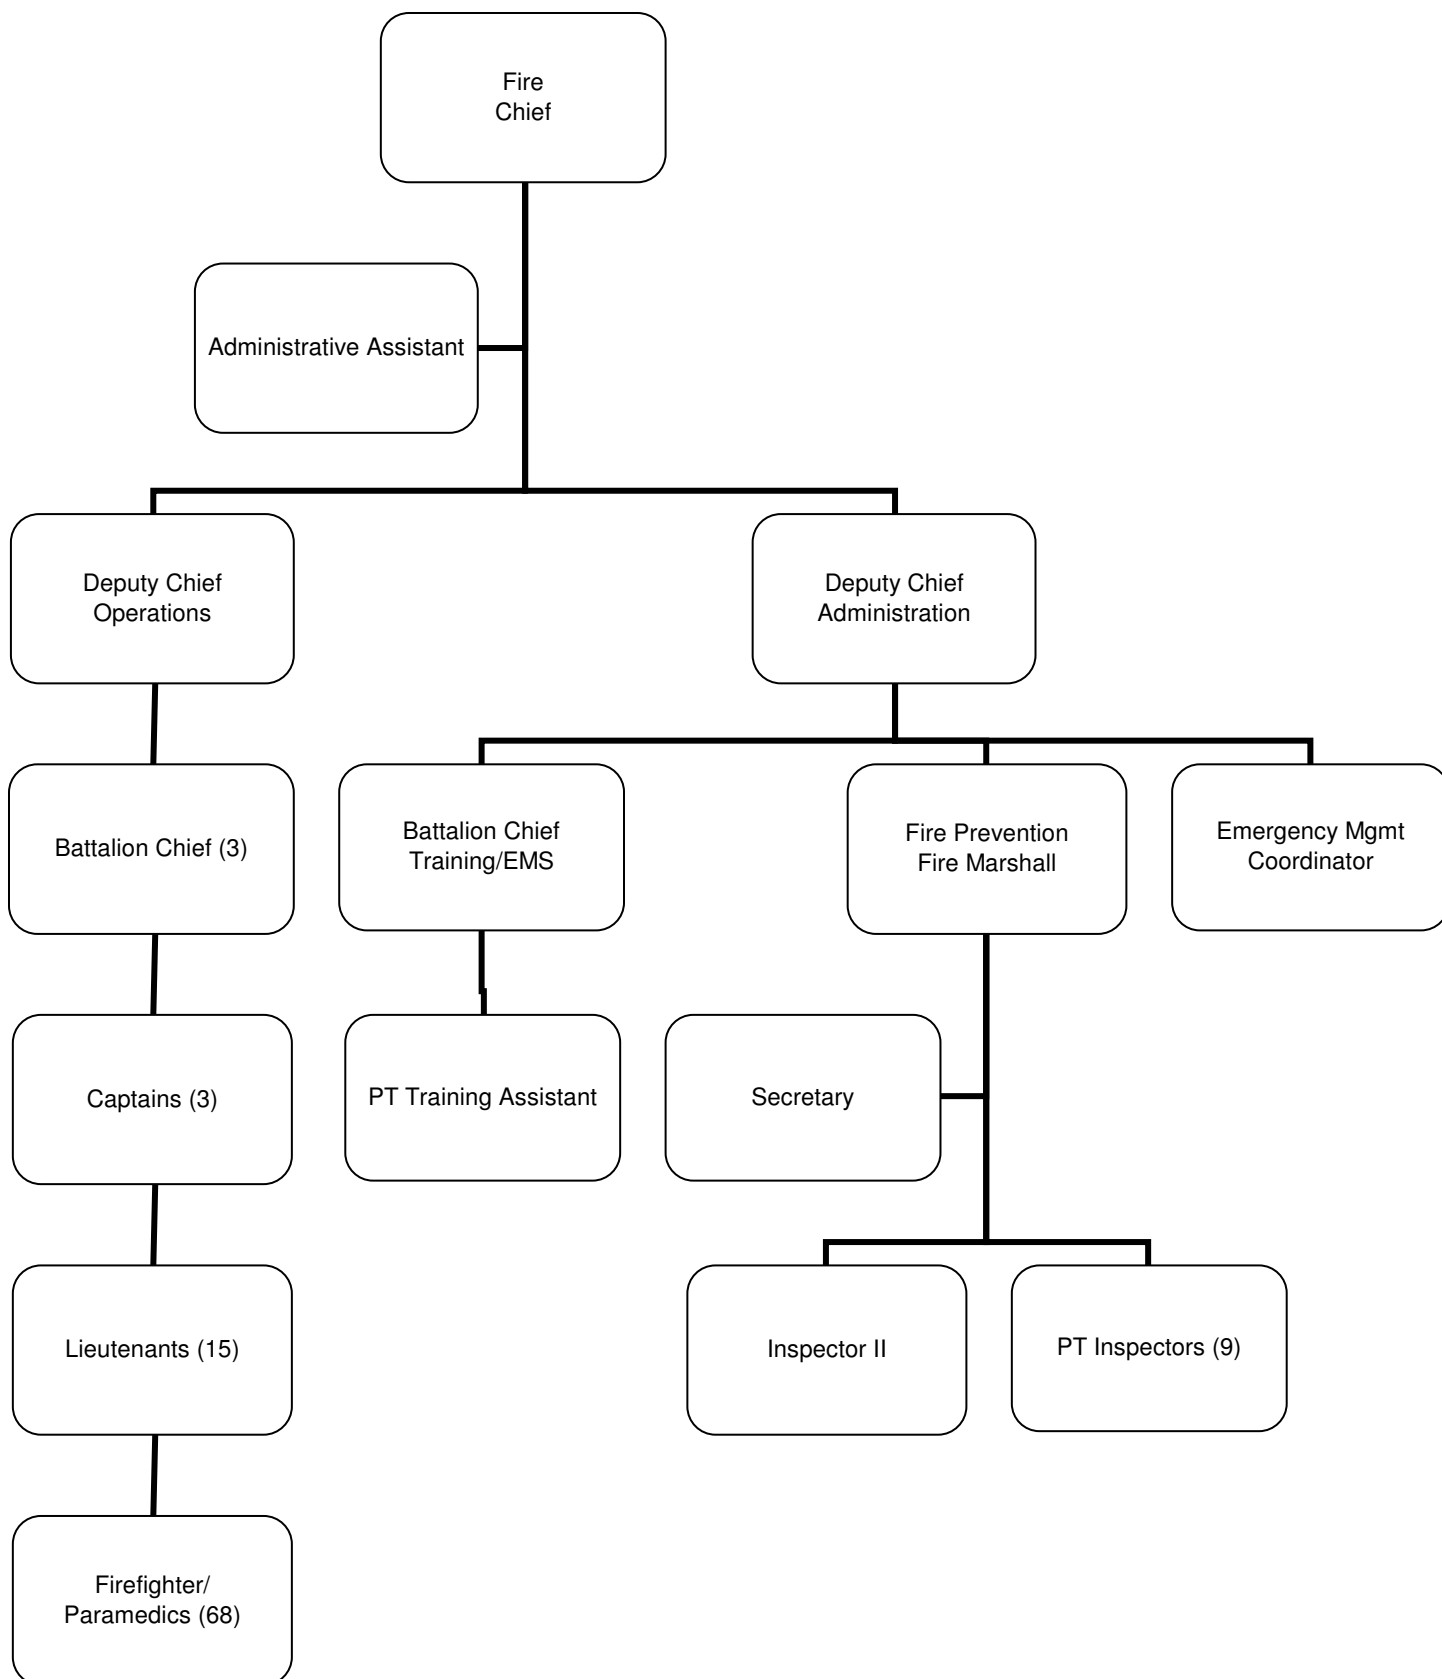 Fire
Chief
Administrative Assistant
Deputy Chief
Operations
Deputy Chief
Administration
Battalion Chief (3)
Battalion Chief
Training/EMS
Fire Prevention
Fire Marshall
Emergency Mgmt
Coordinator
Captains (3)
PT Training Assistant
Secretary
Lieutenants (15)
Inspector II
PT Inspectors (9)
Firefighter/
Paramedics (68)